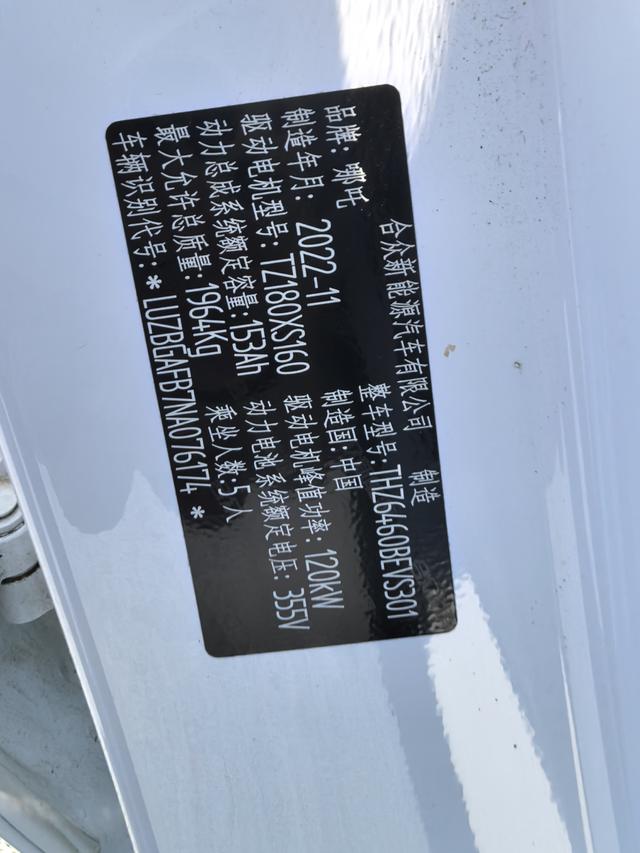 合众新能源汽车有限公司 制造
品牌: 哪吒 整车型号: THZ6460BEVS301
制造年月: 2022-11 制造国: 中国
驱动电机型号: TZ180XS160 驱动电机峰值功率: 120kW
动力总成系统额定容量: 153Ah 动力电池系统额定电压: 355V
最大允许总质量: 1964Kg 乘坐人数: 5人
车辆识别代号: *LUZBGAFB7NA076174*